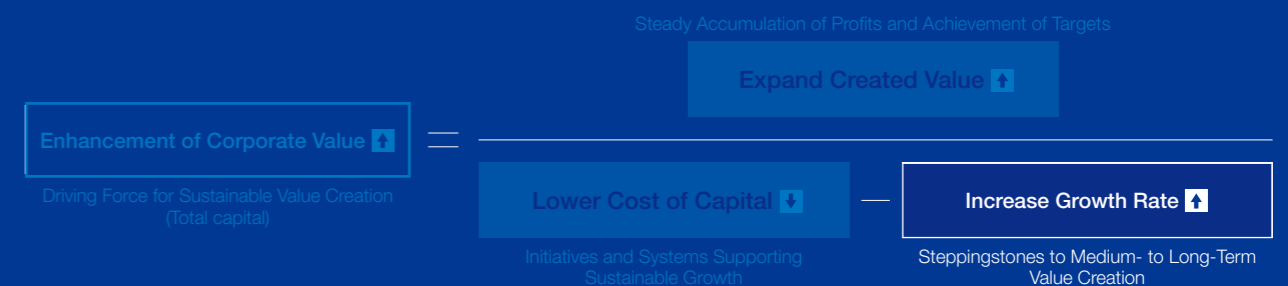 Steady Accumulation of Profits and Achievement of Targets
Expand Created Value
Enhancement of Corporate Value
=
Driving Force for Sustainable Value Creation
(Total capital)
Lower Cost of Capital
—
Increase Growth Rate
Initiatives and Systems Supporting
Sustainable Growth
Steppingstones to Medium- to Long-Term
Value Creation